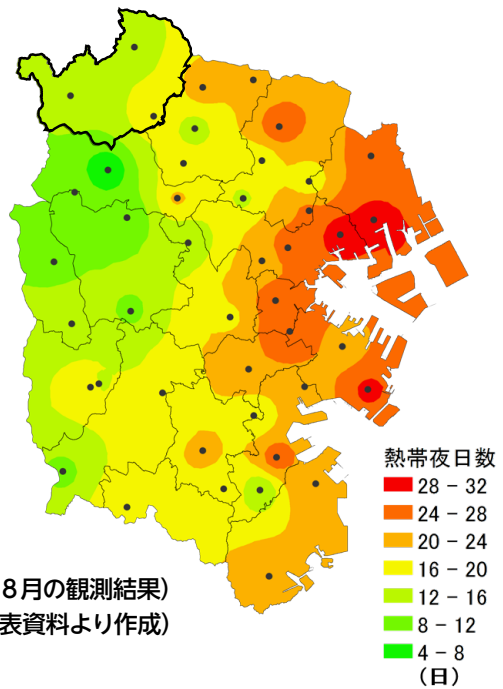 熱帯夜日数
28 － 32
24 － 28
20 － 24
16 － 20
12 － 16
8 － 12
4 － 8
（日）
８月の観測結果）
表資料より作成）